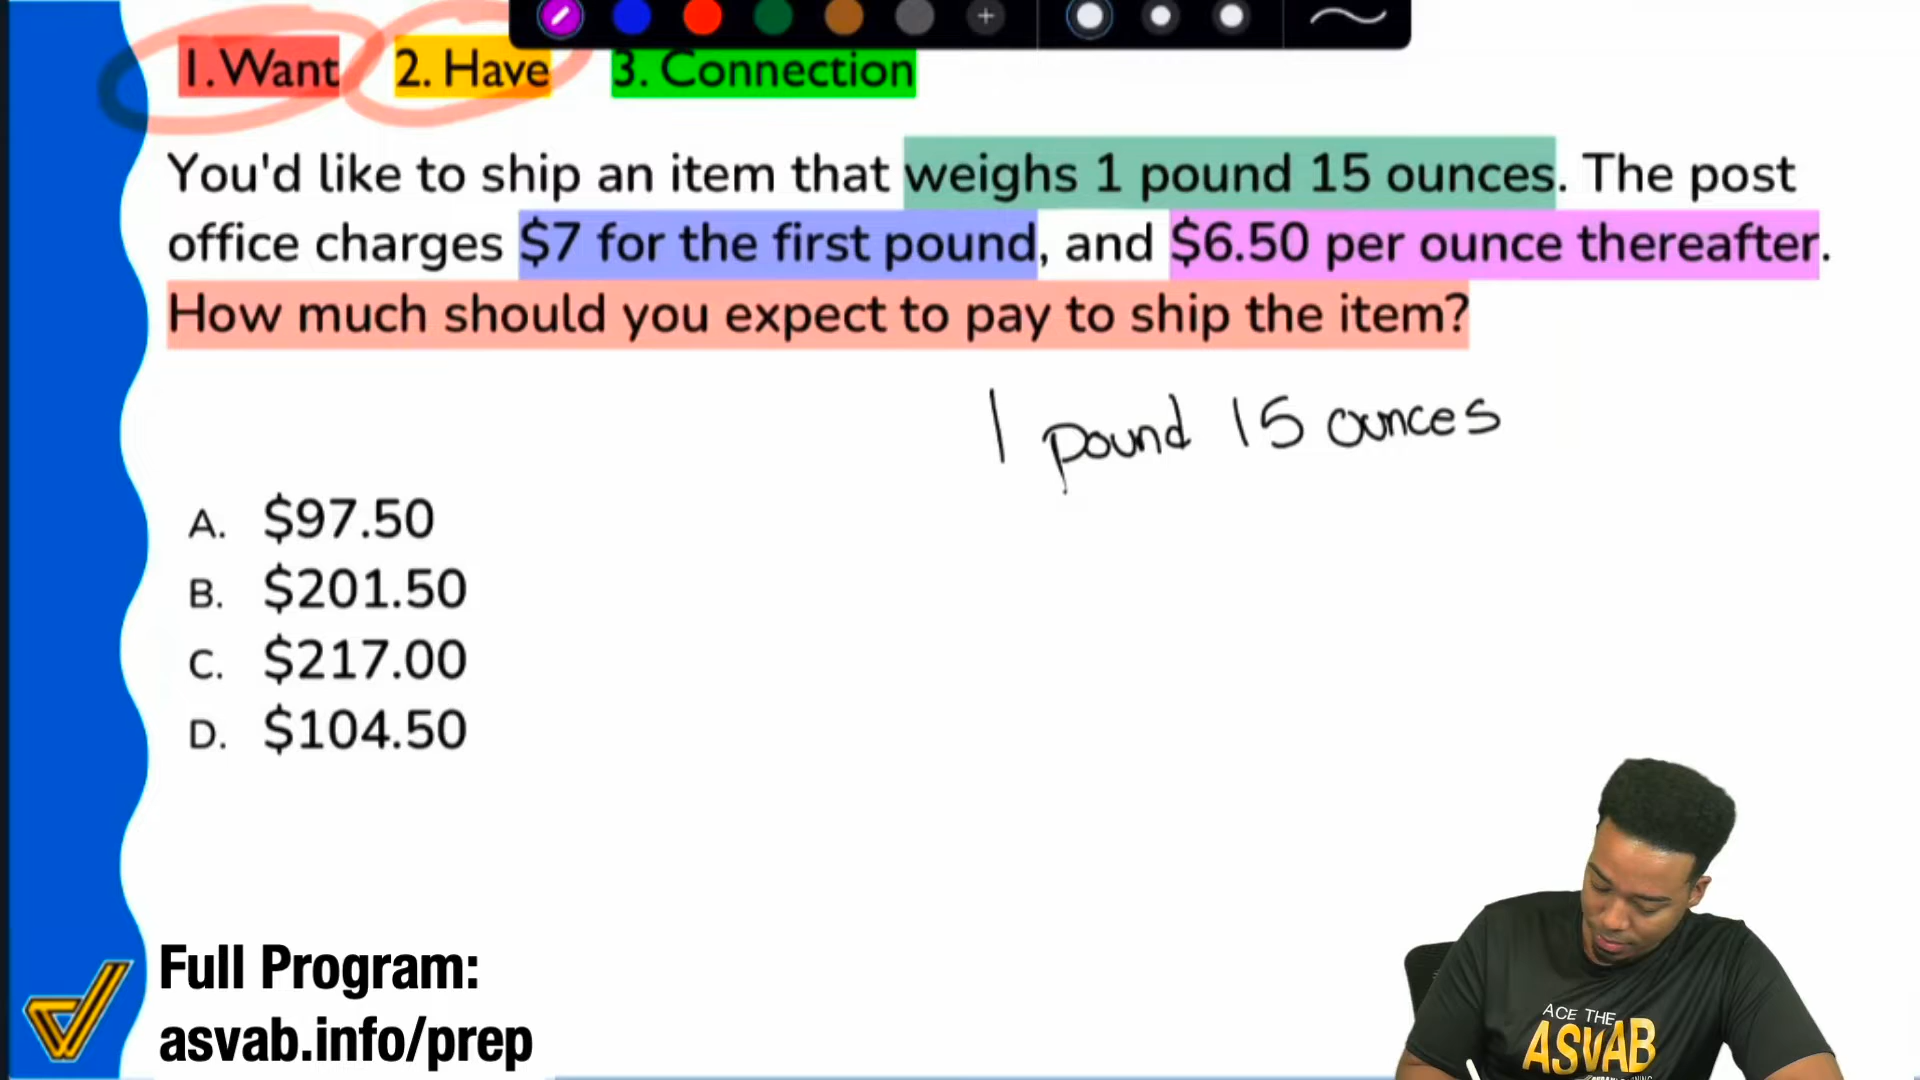 1. Want 2. Have 3. Connection
You'd like to ship an item that weighs 1 pound 15 ounces. The post
office charges $7 for the first pound, and $6.50 per ounce thereafter.
How much should you expect to pay to ship the item?
1 pound 15 ounces
A. $97.50
B. $201.50
C. $217.00
D. $104.50
Full Program:
asvab.info/prep
ACE THE
ASVAB